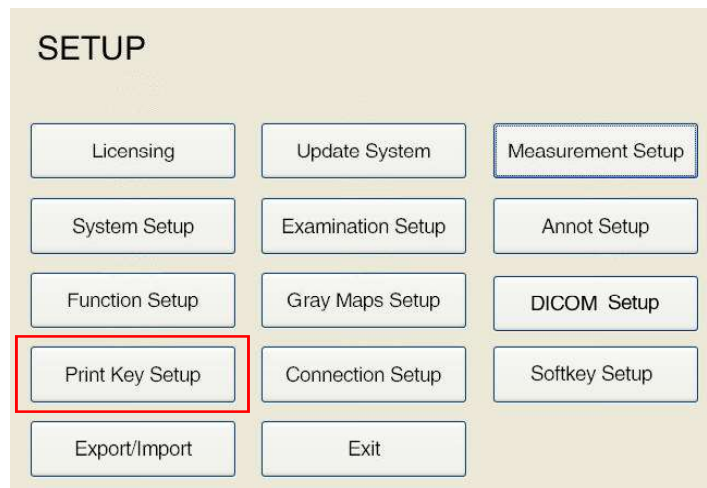 SETUP
Licensing
Update System
Measurement Setup
System Setup
Examination Setup
Annot Setup
Function Setup
Gray Maps Setup
DICOM Setup
Print Key Setup
Connection Setup
Softkey Setup
Export/Import
Exit